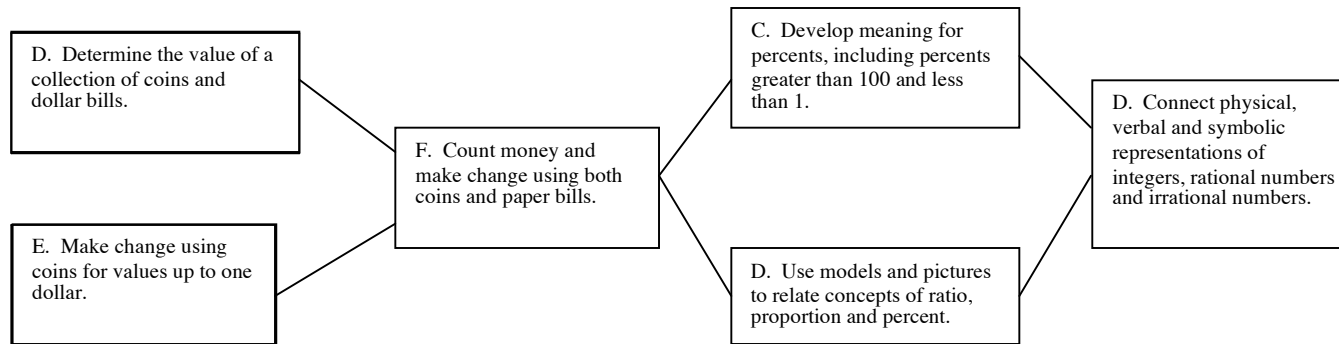 D.  Determine the value of a
collection of coins and
dollar bills.
E.  Make change using
coins for values up to one
dollar.
F.  Count money and
make change using both
coins and paper bills.
C.  Develop meaning for
percents, including percents
greater than 100 and less
than 1.
D.  Use models and pictures
to relate concepts of ratio,
proportion and percent.
D.  Connect physical,
verbal and symbolic
representations of
integers, rational numbers
and irrational numbers.